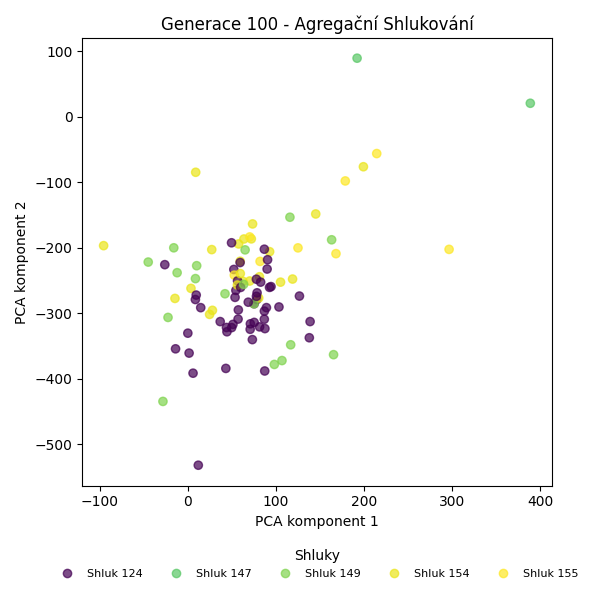 Generace 100 - Agregační Shlukování
100
0
−100
−200
−300
−400
−500
PCA komponent 2
−100 0 100 200 300 400
PCA komponent 1
Shluky
Shluk 124 Shluk 147 Shluk 149 Shluk 154 Shluk 155